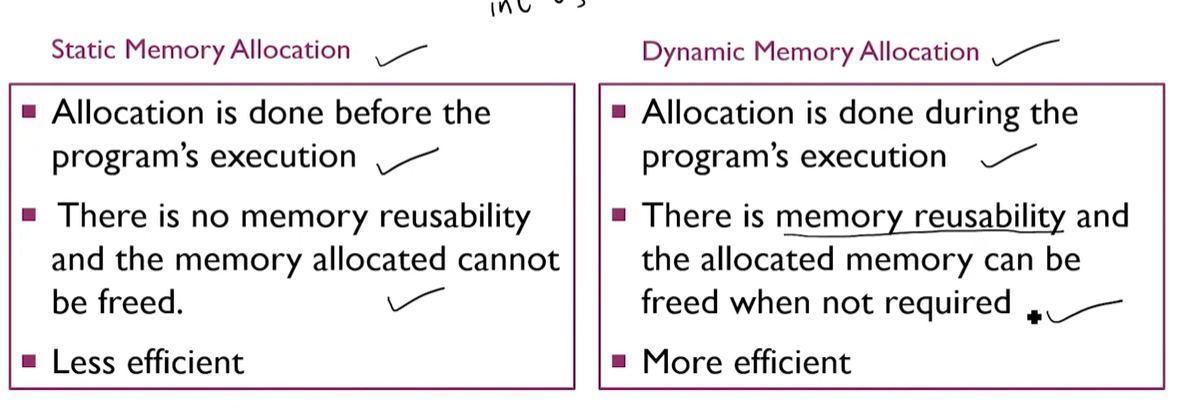 Static Memory Allocation
Allocation is done before the
program's execution
There is no memory reusability
and the memory allocated cannot
be freed.
Less efficient
Dynamic Memory Allocation
Allocation is done during the
program's execution
There is memory reusability and
the allocated memory can be
freed when not required
More efficient